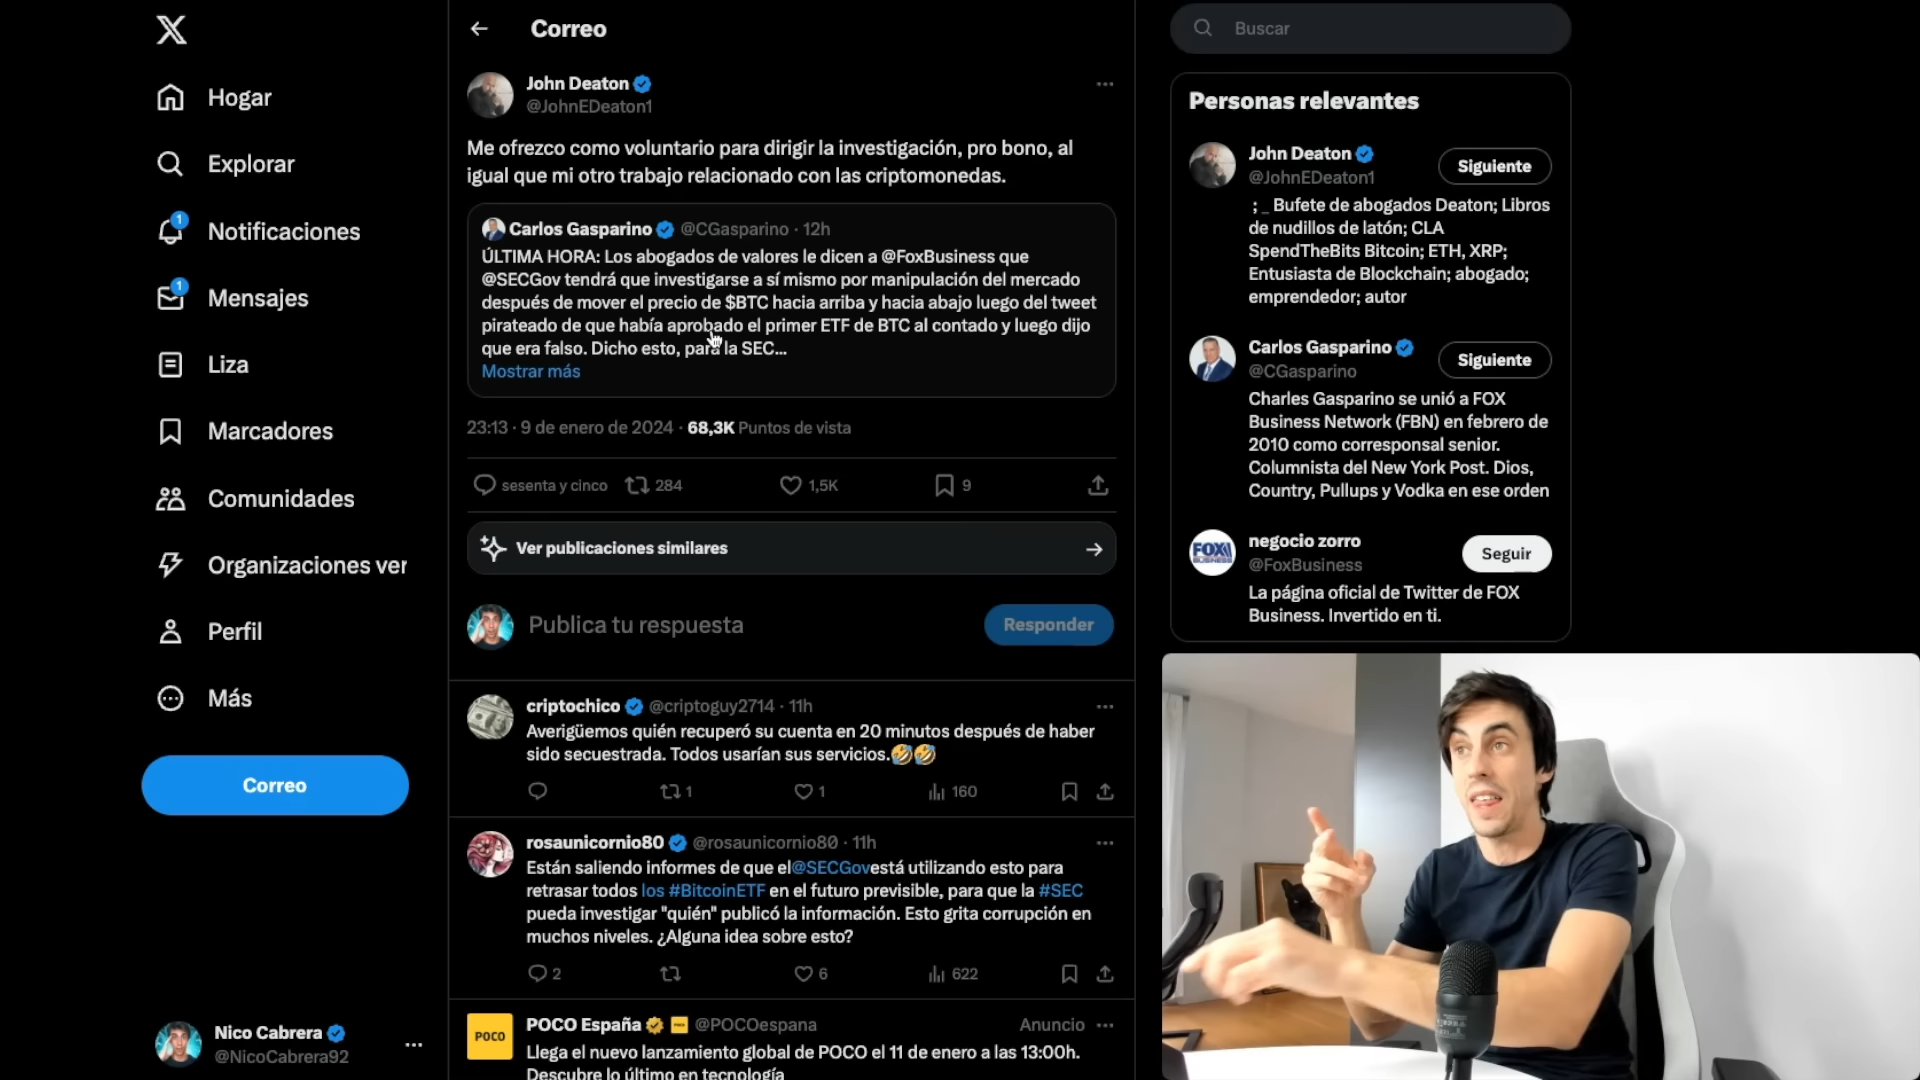 Hogar
Explorar
1
Notificaciones
1
Mensajes
Liza
Marcadores
Comunidades
Organizaciones ver
Perfil
Más
Correo
Nico Cabrera
@NicoCabrera92
Correo
John Deaton
@JohnEDeaton1
Me ofrezco como voluntario para dirigir la investigación, pro bono, al
igual que mi otro trabajo relacionado con las criptomonedas.
Carlos Gasparino @CGasparino · 12h
ÚLTIMA HORA: Los abogados de valores le dicen a @FoxBusiness que
@SECGov tendrá que investigarse a sí mismo por manipulación del mercado
después de mover el precio de $BTC hacia arriba y hacia abajo luego del tweet
pirateado de que había aprobado el primer ETF de BTC al contado y luego dijo
que era falso. Dicho esto, para la SEC...
Mostrar más
23:13 · 9 de enero de 2024 · 68,3K Puntos de vista
sesenta y cinco 284 1,5K 9
Ver publicaciones similares
Publica tu respuesta
Responder
criptochico @criptoguy2714 · 11h
Averigüemos quién recuperó su cuenta en 20 minutos después de haber
sido secuestrada. Todos usarían sus servicios.🤣🤣
1 1 160
rosaunicornio80 @rosaunicornio80 · 11h
Están saliendo informes de que el@SECGovestá utilizando esto para
retrasar todos los #BitcoinETF en el futuro previsible, para que la #SEC
pueda investigar "quién" publicó la información. Esto grita corrupción en
muchos niveles. ¿Alguna idea sobre esto?
2 6 622
POCO
POCO España @POCOespana Anuncio
Llega el nuevo lanzamiento global de POCO el 11 de enero a las 13:00h.
Descubre lo último en tecnología
Buscar
Personas relevantes
John Deaton
@JohnEDeaton1
Siguiente
; _ Bufete de abogados Deaton; Libros
de nudillos de latón; CLA
SpendTheBits Bitcoin; ETH, XRP;
Entusiasta de Blockchain; abogado;
emprendedor; autor
Carlos Gasparino
@CGasparino
Siguiente
Charles Gasparino se unió a FOX
Business Network (FBN) en febrero de
2010 como corresponsal senior.
Columnista del New York Post. Dios,
Country, Pullups y Vodka en ese orden
FOX
BUSINESS
negocio zorro
@FoxBusiness
Seguir
La página oficial de Twitter de FOX
Business. Invertido en ti.